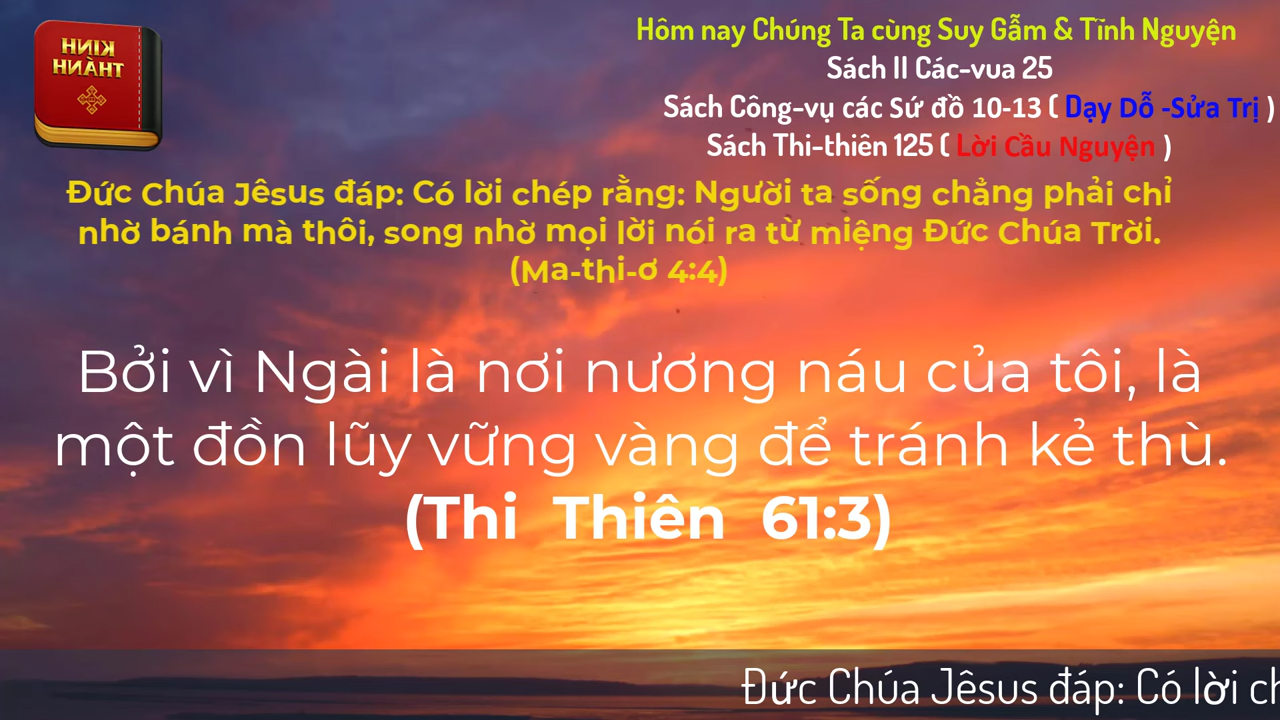 KINH
THÁNH
Hôm nay Chúng Ta cùng Suy Gẫm & Tĩnh Nguyện
Sách II Các-vua 25
Sách Công-vụ các Sứ đồ 10-13 ( Dạy Dỗ -Sửa Trị )
Sách Thi-thiên 125 ( Lời Cầu Nguyện )
Đức Chúa Jêsus đáp: Có lời chép rằng: Người ta sống chẳng phải chỉ
nhờ bánh mà thôi, song nhờ mọi lời nói ra từ miệng Đức Chúa Trời.
(Ma-thi-ơ 4:4)
Bởi vì Ngài là nơi nương náu của tôi, là
một đồn lũy vững vàng để tránh kẻ thù.
(Thi Thiên 61:3)
Đức Chúa Jêsus đáp: Có lời ch